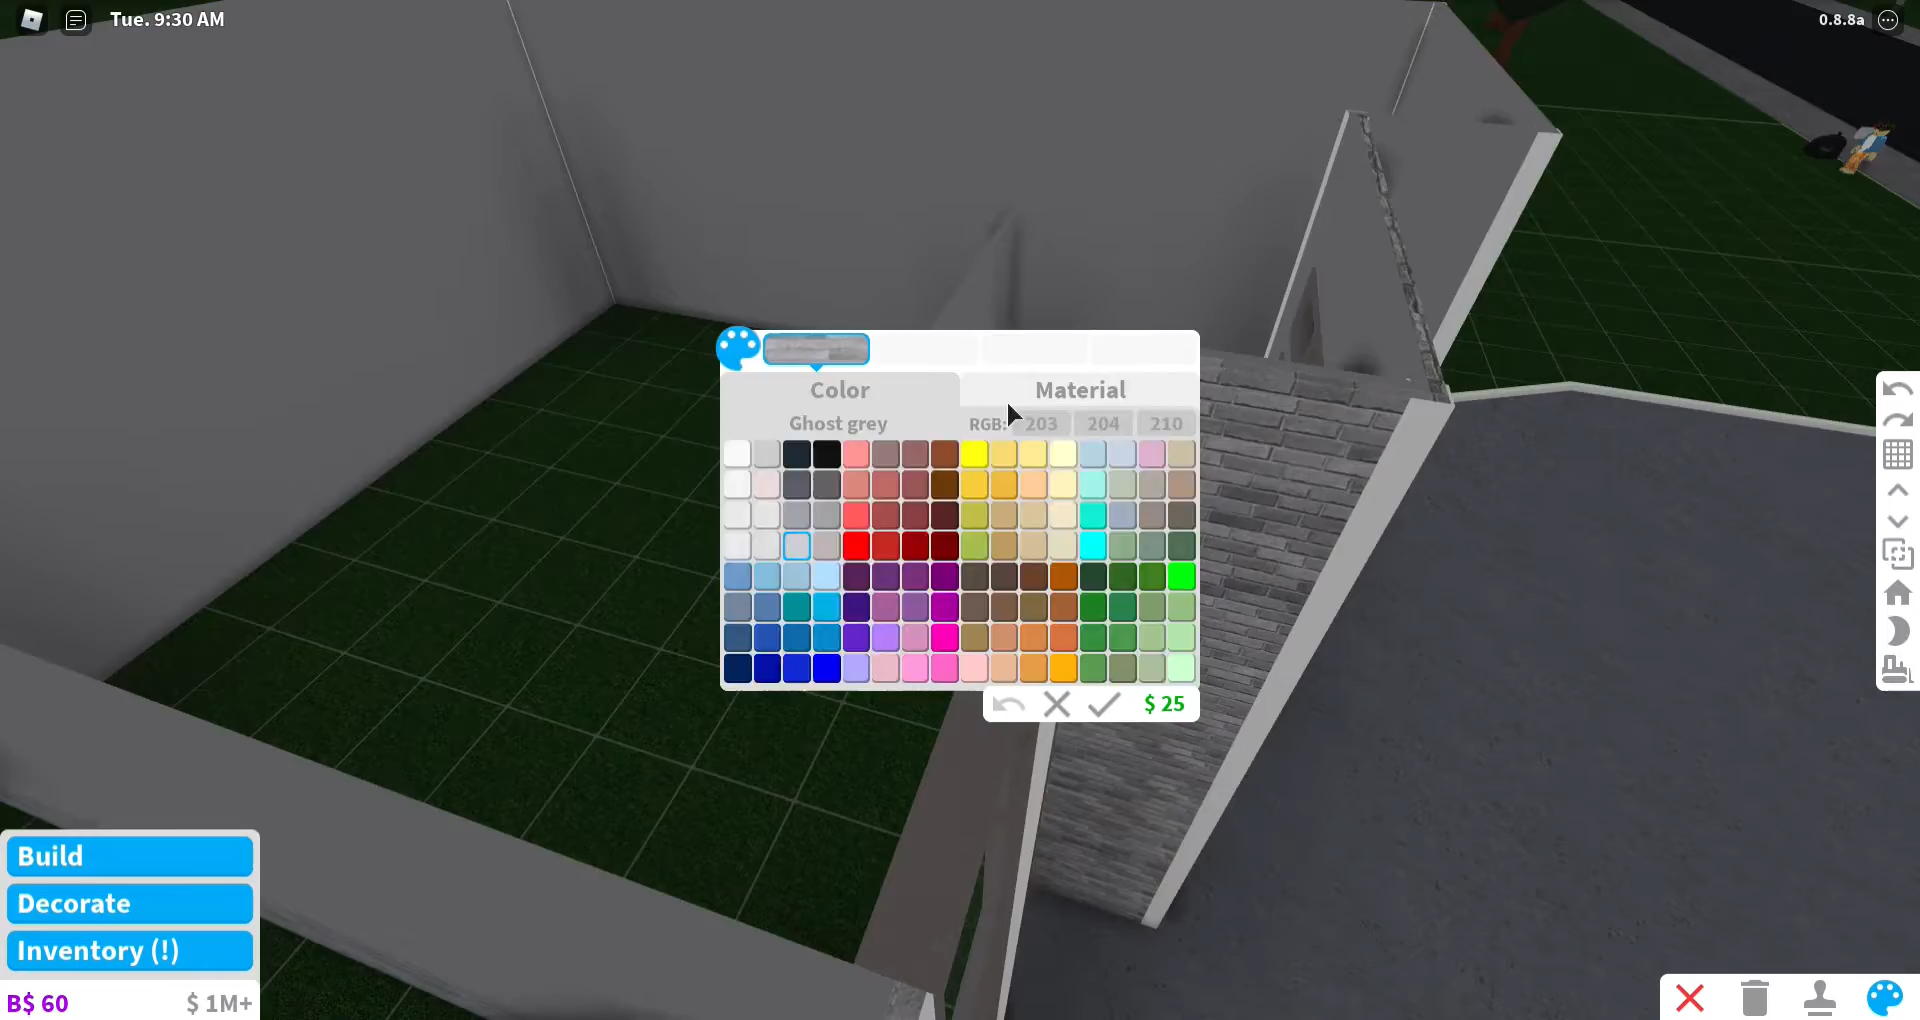 Tue. 9:30 AM
0.8.8a
Color
Material
Ghost grey
RGB: 203 204 210
$ 25
Build
Decorate
Inventory (!)
B$ 60
$ 1M+